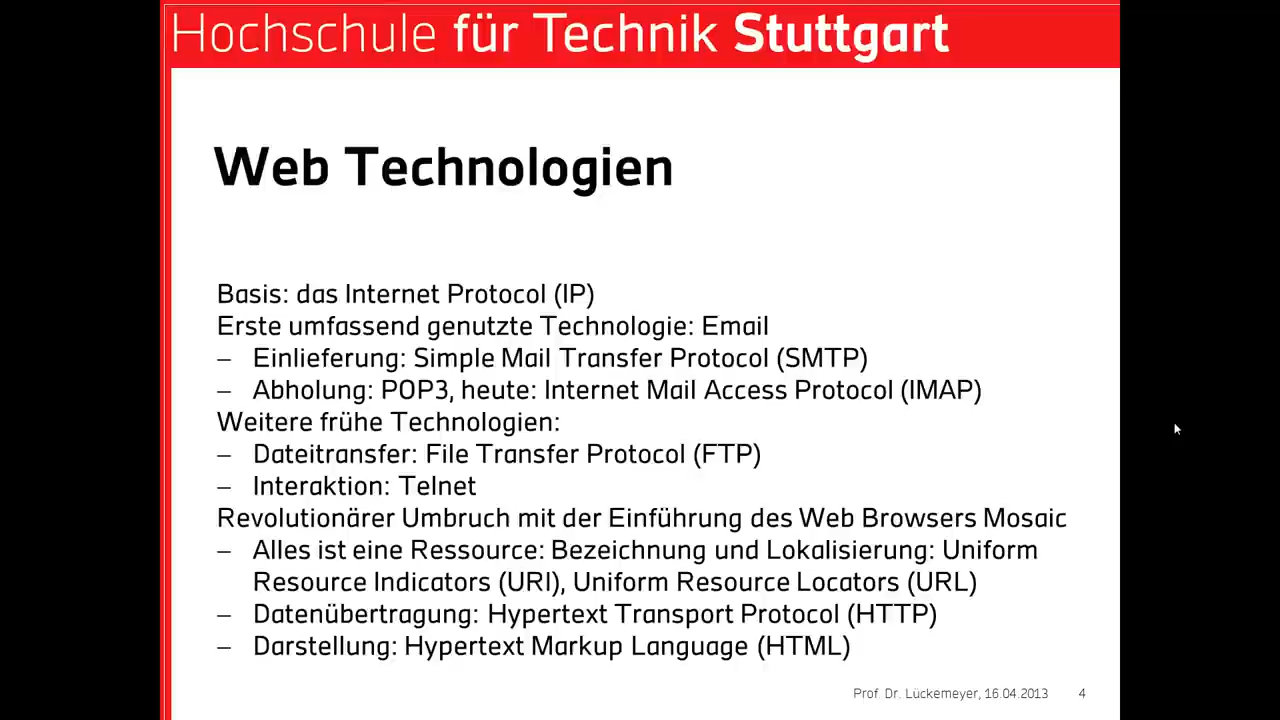 Hochschule für Technik Stuttgart
Web Technologien
Basis: das Internet Protocol (IP)
Erste umfassend genutzte Technologie: Email
– Einlieferung: Simple Mail Transfer Protocol (SMTP)
– Abholung: POP3, heute: Internet Mail Access Protocol (IMAP)
Weitere frühe Technologien:
– Dateitransfer: File Transfer Protocol (FTP)
– Interaktion: Telnet
Revolutionärer Umbruch mit der Einführung des Web Browsers Mosaic
– Alles ist eine Ressource: Bezeichnung und Lokalisierung: Uniform
Resource Indicators (URI), Uniform Resource Locators (URL)
– Datenübertragung: Hypertext Transport Protocol (HTTP)
– Darstellung: Hypertext Markup Language (HTML)
Prof. Dr. Lückemeyer, 16.04.2013 4